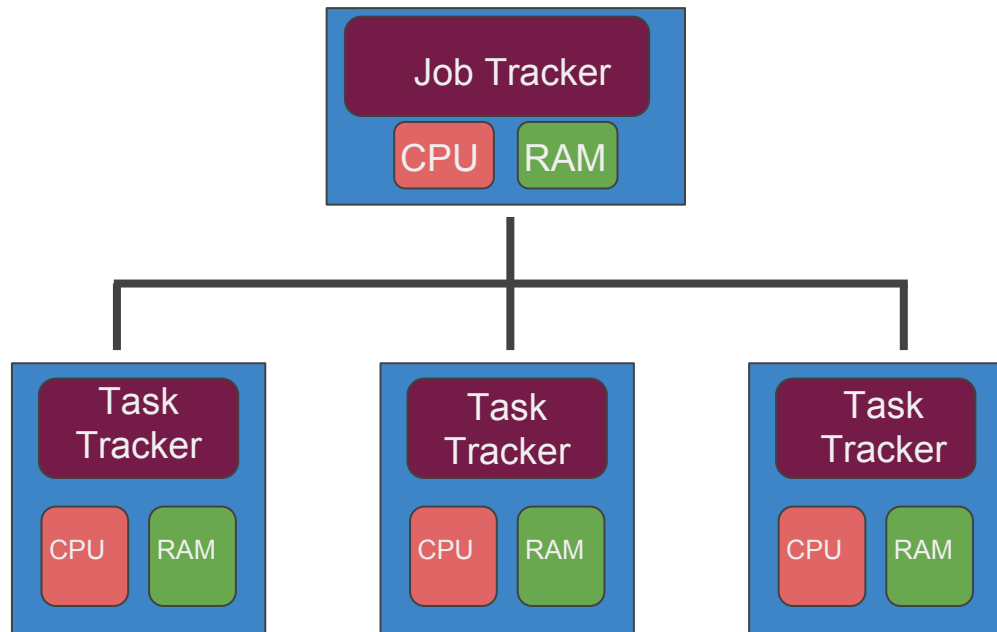 Job Tracker
CPU
RAM
Task
Tracker
CPU
RAM
Task
Tracker
CPU
RAM
Task
Tracker
CPU
RAM